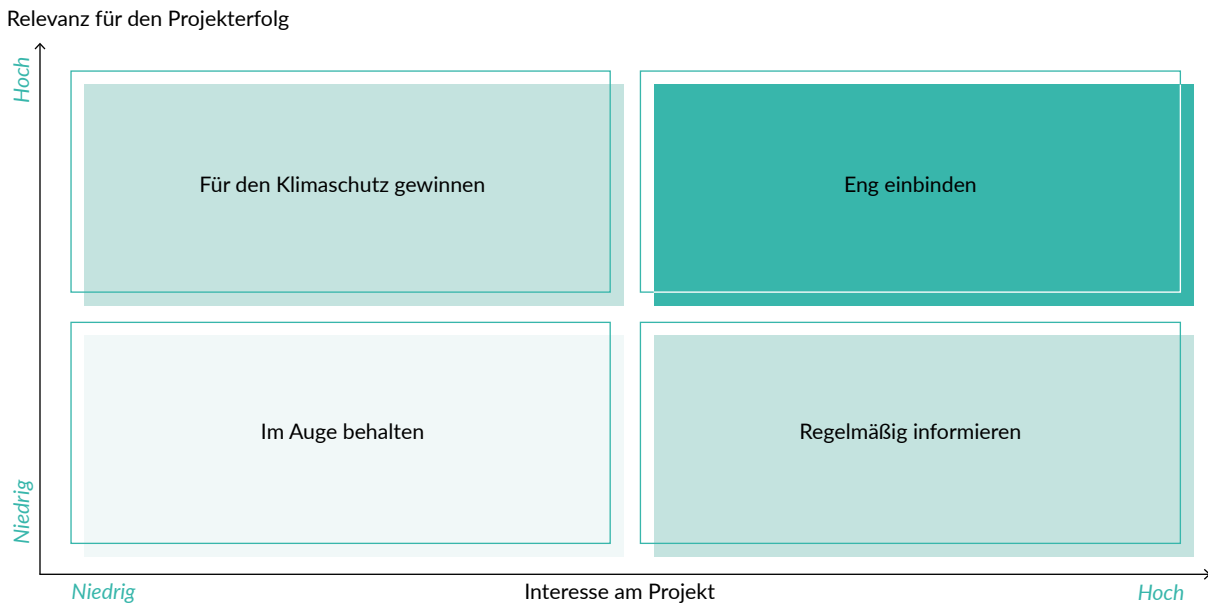 Relevanz für den Projekterfolg
Hoch
Für den Klimaschutz gewinnen
Eng einbinden
Im Auge behalten
Regelmäßig informieren
Niedrig
Niedrig
Interesse am Projekt
Hoch